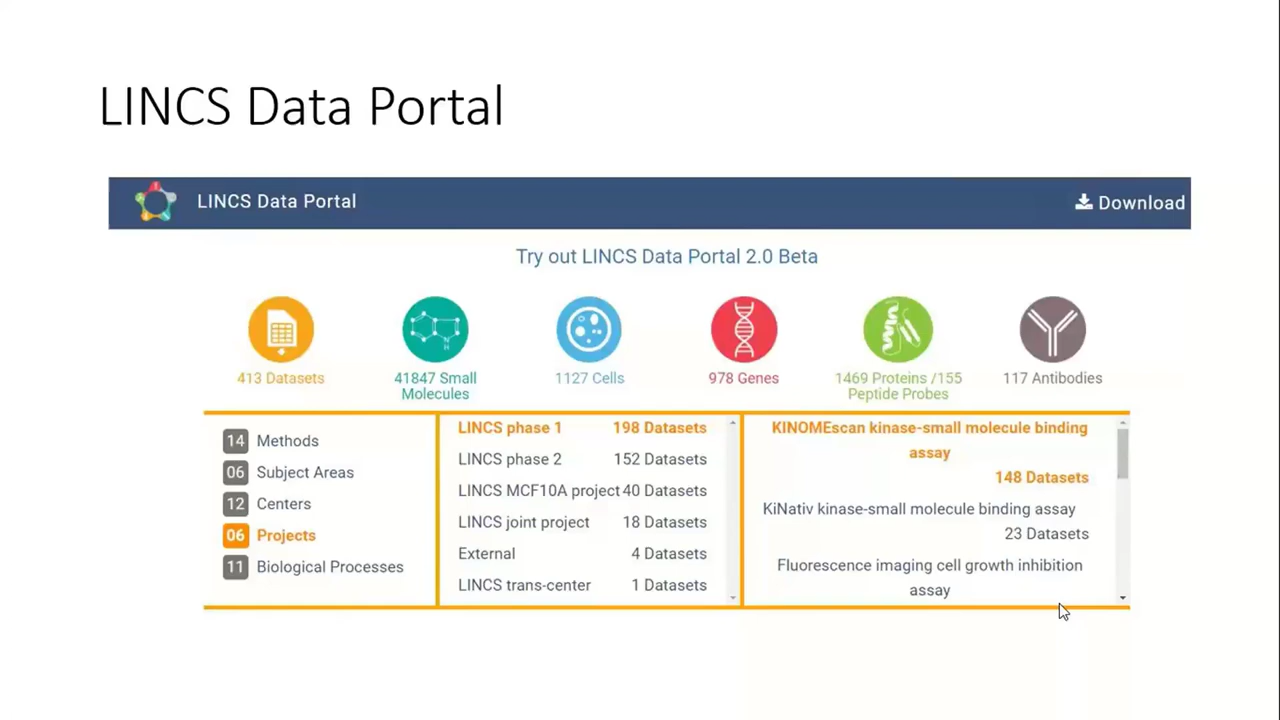 LINCS Data Portal
LINCS Data Portal
Download
Try out LINCS Data Portal 2.0 Beta
413 Datasets
41847 Small
Molecules
1127 Cells
978 Genes
1469 Proteins /155
Peptide Probes
117 Antibodies
14 Methods
06 Subject Areas
12 Centers
06 Projects
11 Biological Processes
LINCS phase 1 198 Datasets
LINCS phase 2 152 Datasets
LINCS MCF10A project 40 Datasets
LINCS joint project 18 Datasets
External 4 Datasets
LINCS trans-center 1 Datasets
KINOMEscan kinase-small molecule binding
assay
148 Datasets
KiNativ kinase-small molecule binding assay
23 Datasets
Fluorescence imaging cell growth inhibition
assay